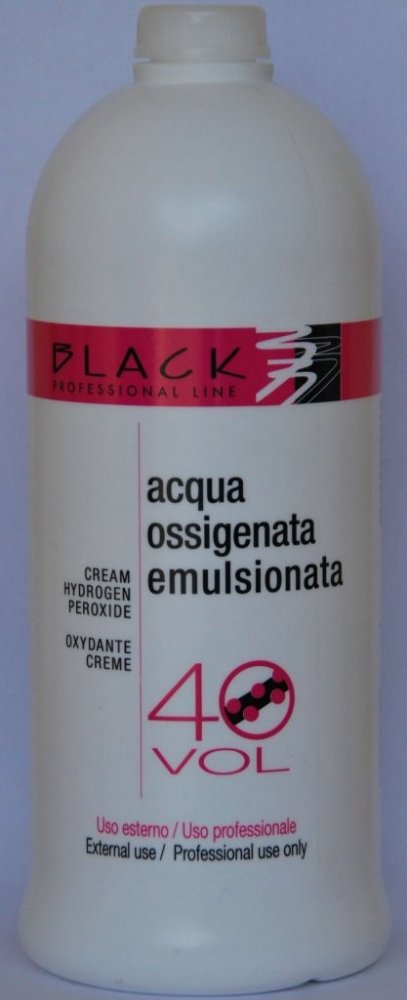 BLACK
PROFESSIONAL LINE
acqua
ossigenata
emulsionata
CREAM
HYDROGEN
PEROXIDE
OXYDANTE
CREME
40
VOL
Uso esterno / Uso professionale
External use / Professional use only